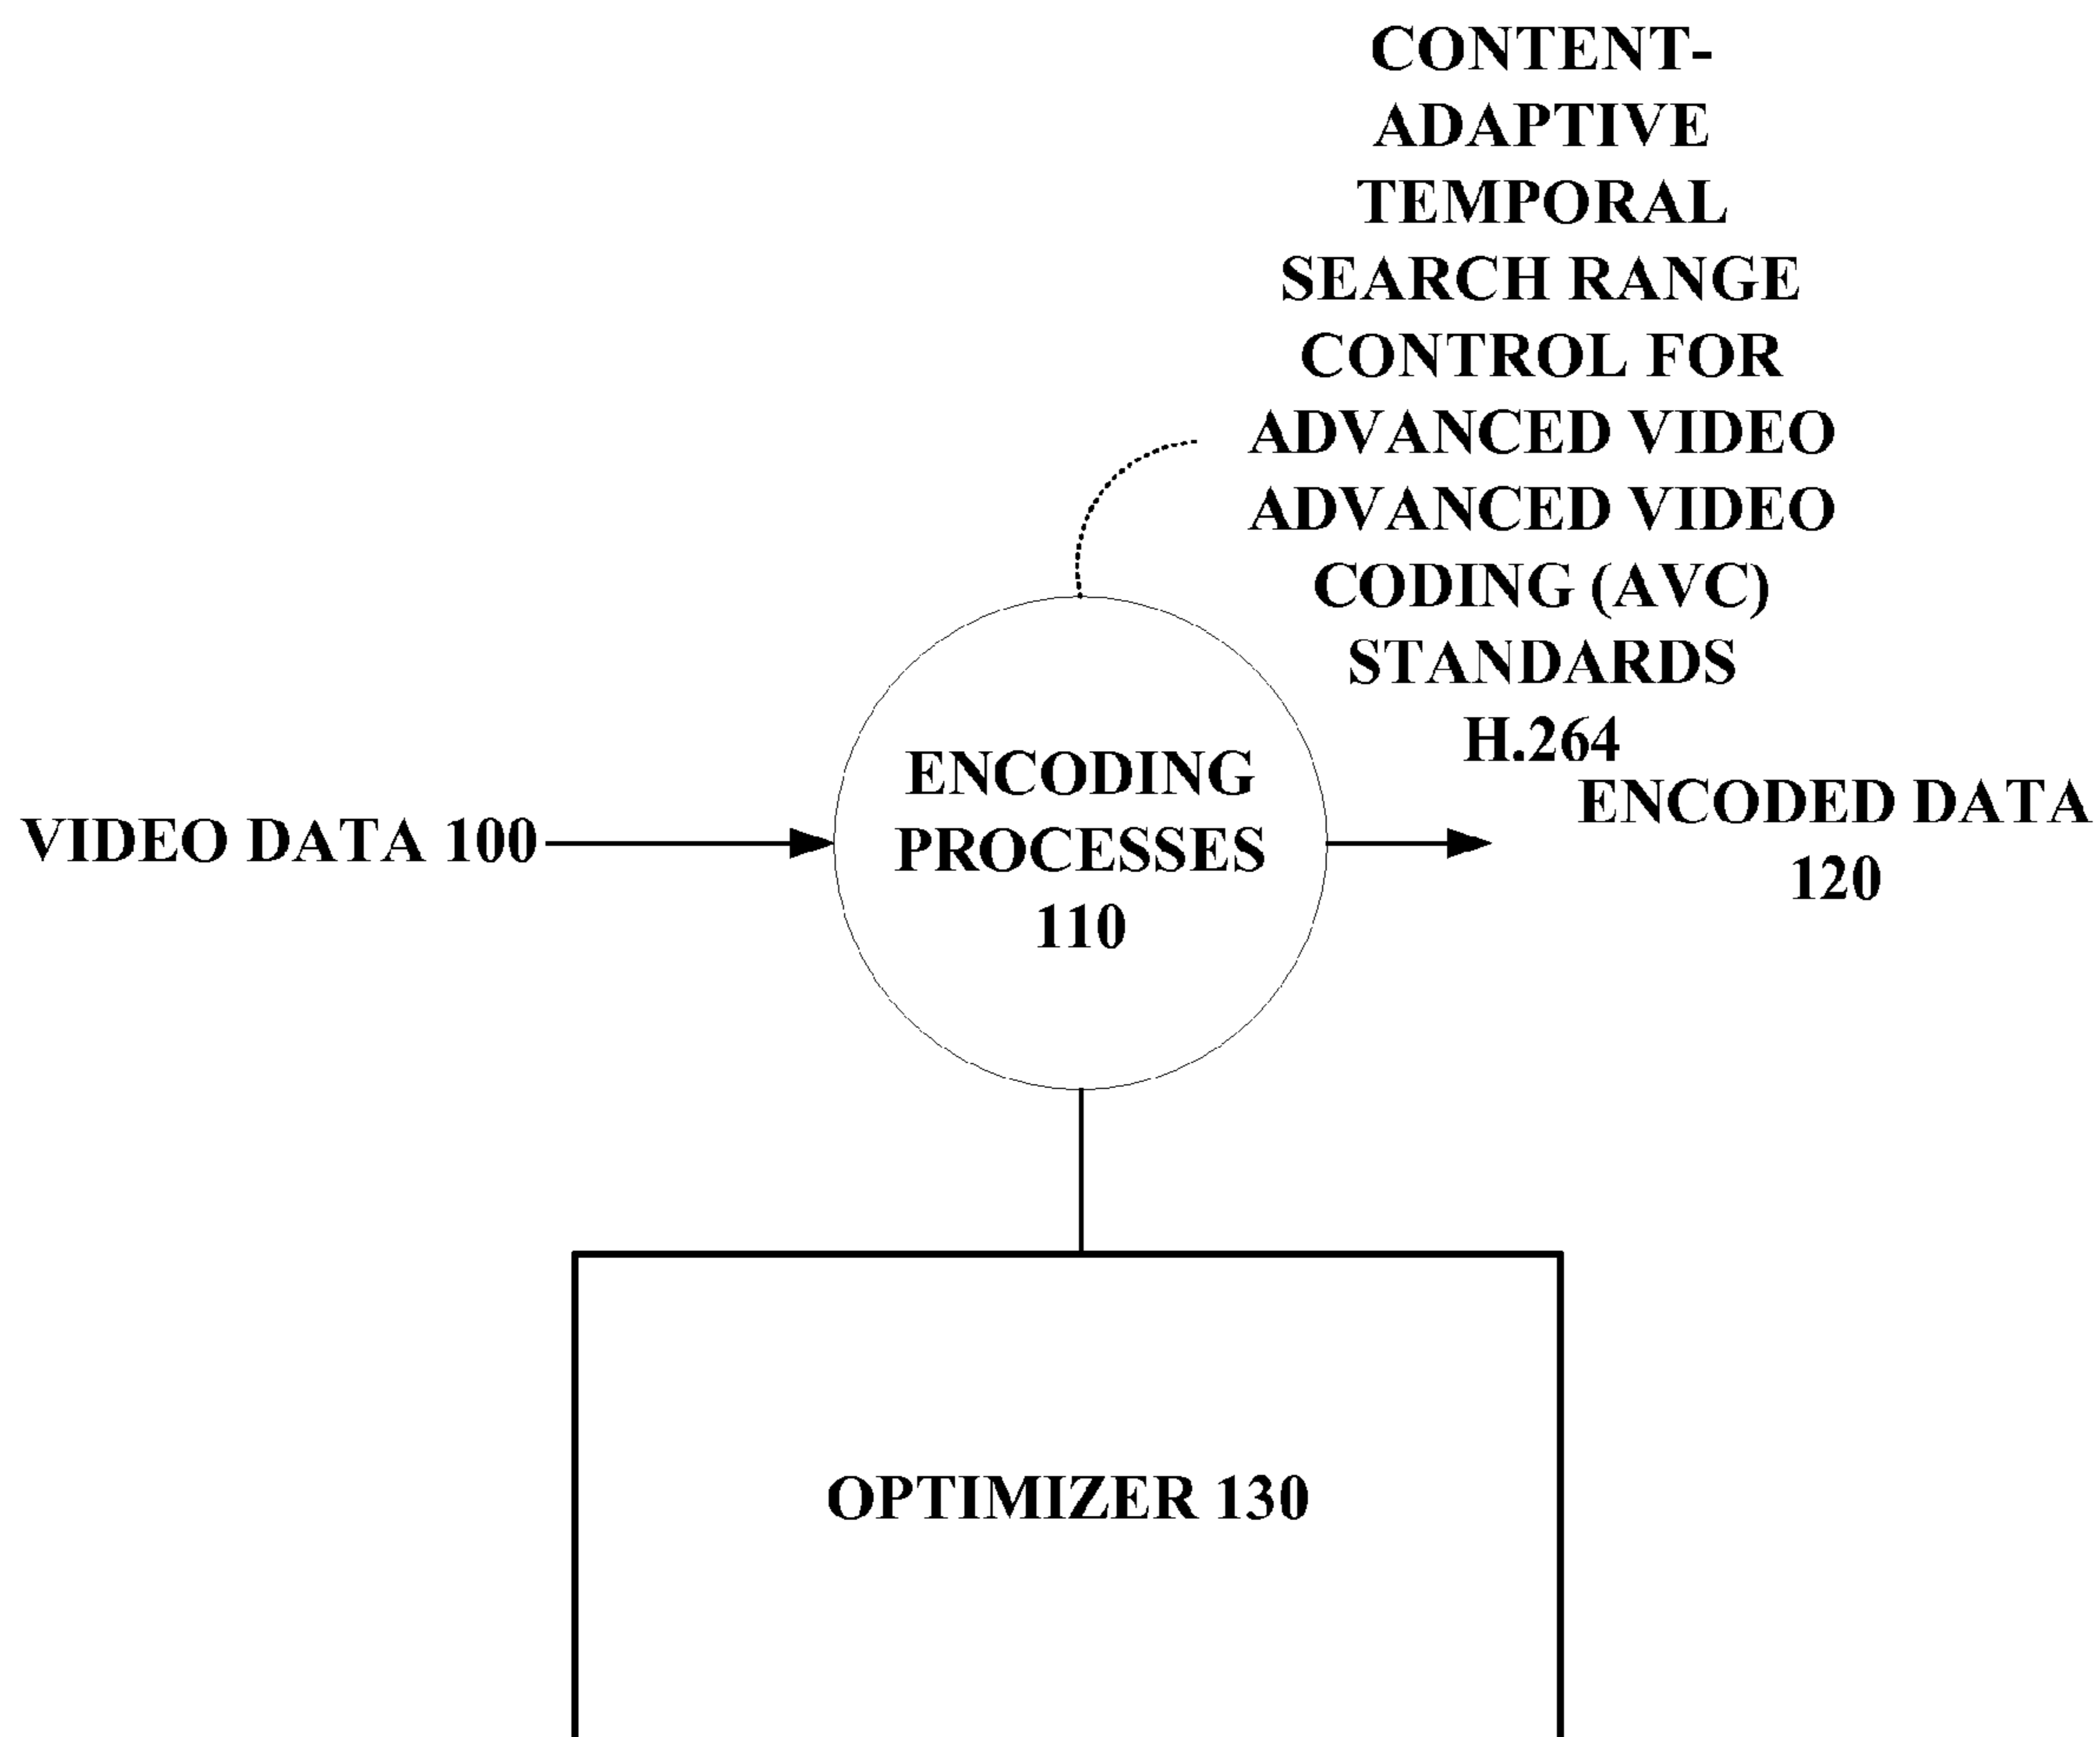 CONTENT-
ADAPTIVE
TEMPORAL
SEARCH RANGE
CONTROL FOR
ADVANCED VIDEO
ADVANCED VIDEO
CODING (AVC)
STANDARDS
H.264
ENCODING
PROCESSES
110
VIDEO DATA 100
ENCODED DATA
120
OPTIMIZER 130